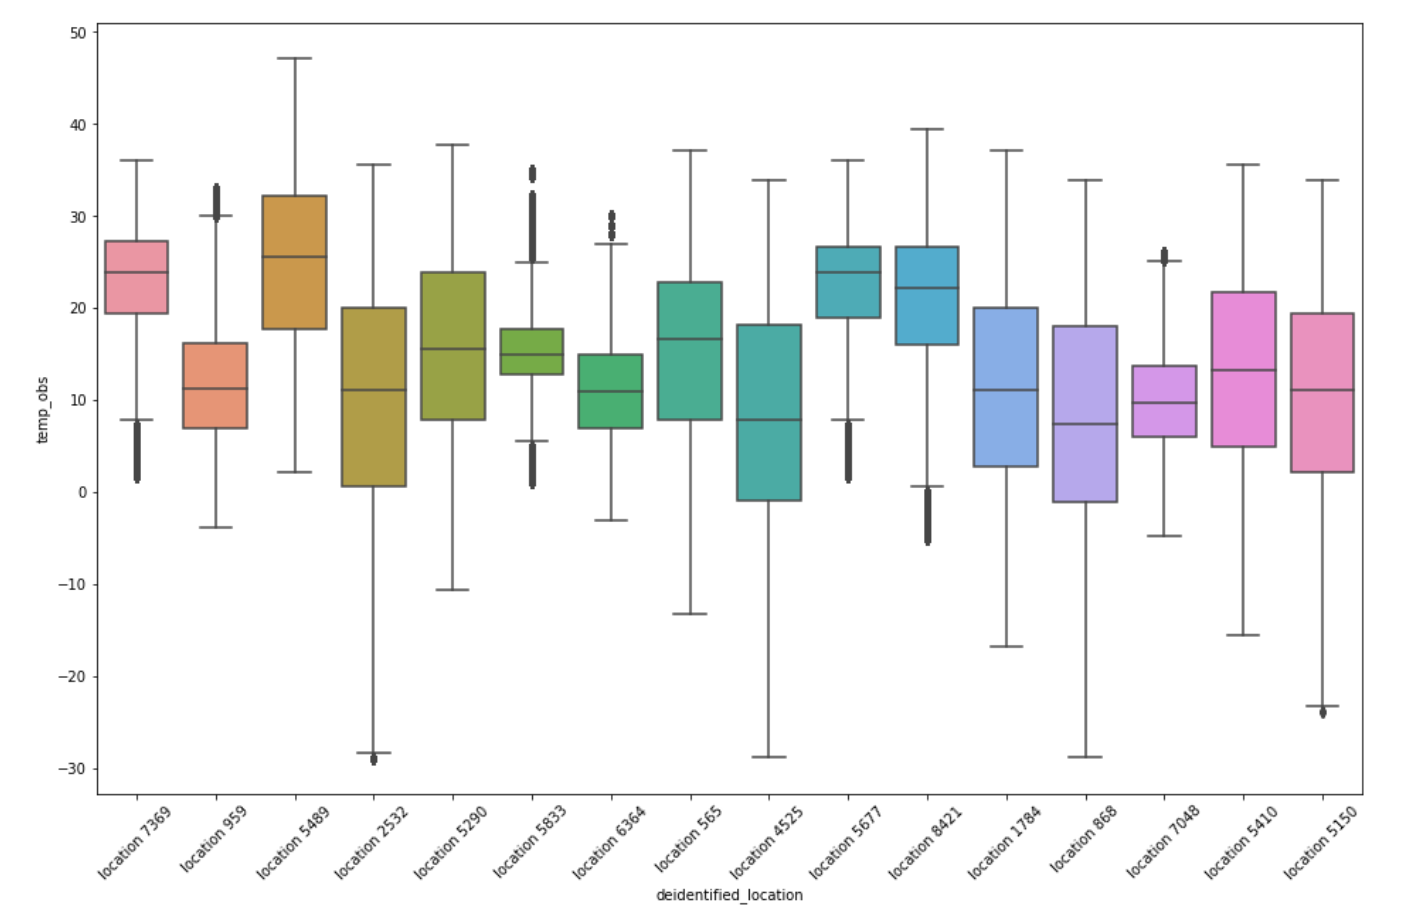 50
40
30
20
10
0
−10
−20
−30
temp_obs
location 7369
location 959
location 5489
location 2532
location 5290
location 5833
location 6364
location 565
location 4525
location 5677
location 8421
location 1784
location 868
location 7048
location 5410
location 5150
deidentified_location